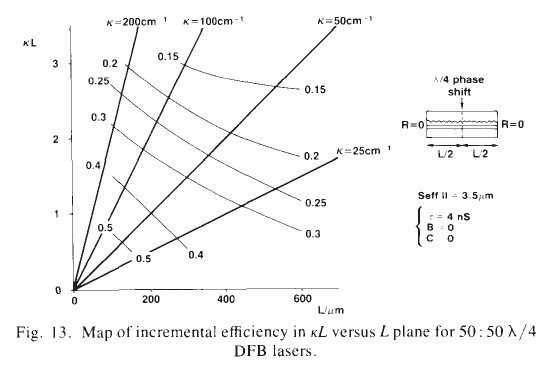 κL
κ=200cm⁻¹
κ=100cm⁻¹
κ=50cm⁻¹
κ=25cm⁻¹
3
2
1
0
0.2
0.25
0.3
0.4
0.5
0.15
0.15
0.2
0.25
0.3
0.4
0.5
0
200
400
600
L/μm
λ/4 phase
shift
R=0
R=0
L/2
L/2
Seff II = 3.5μm
τ = 4 nS
B = 0
C 0
Fig. 13. Map of incremental efficiency in κL versus L plane for 50:50 λ/4
DFB lasers.